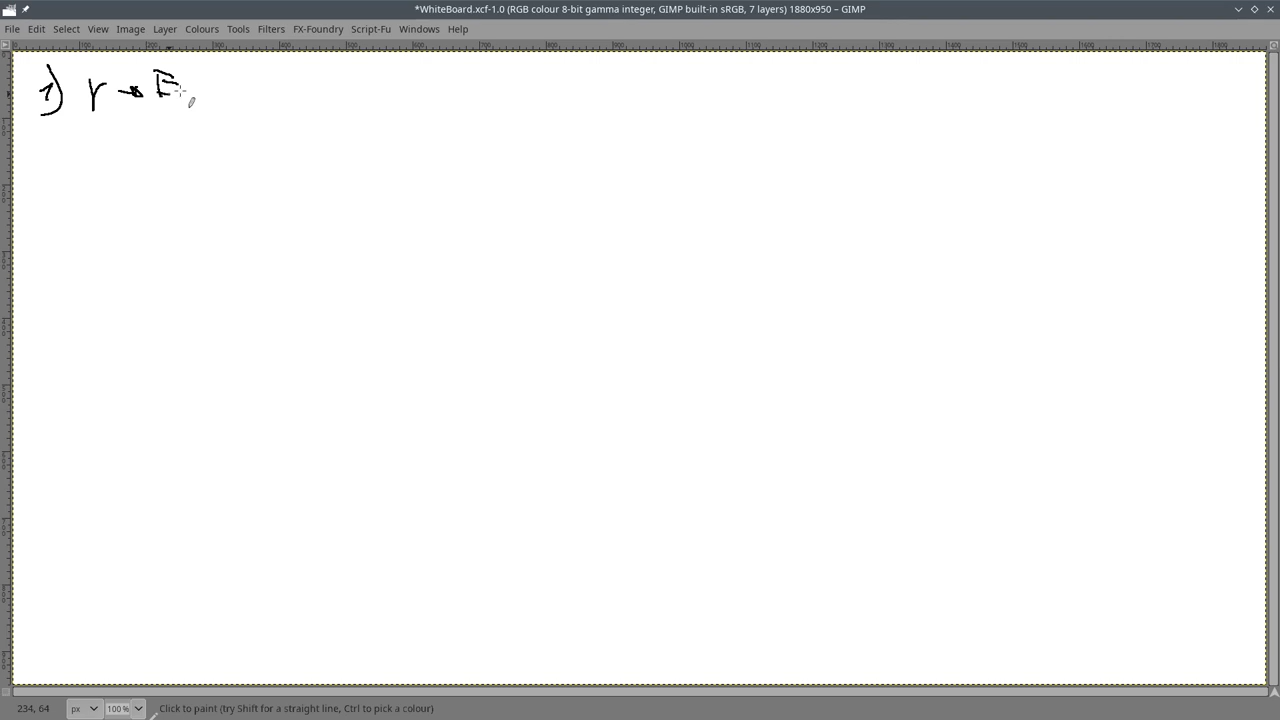 *WhiteBoard.xcf-1.0 (RGB colour 8-bit gamma integer, GIMP built-in sRGB, 7 layers) 1880x950 – GIMP
File Edit Select View Image Layer Colours Tools Filters FX-Foundry Script-Fu Windows Help
1) r → E
234, 64 px 100% Click to paint (try Shift for a straight line, Ctrl to pick a colour)